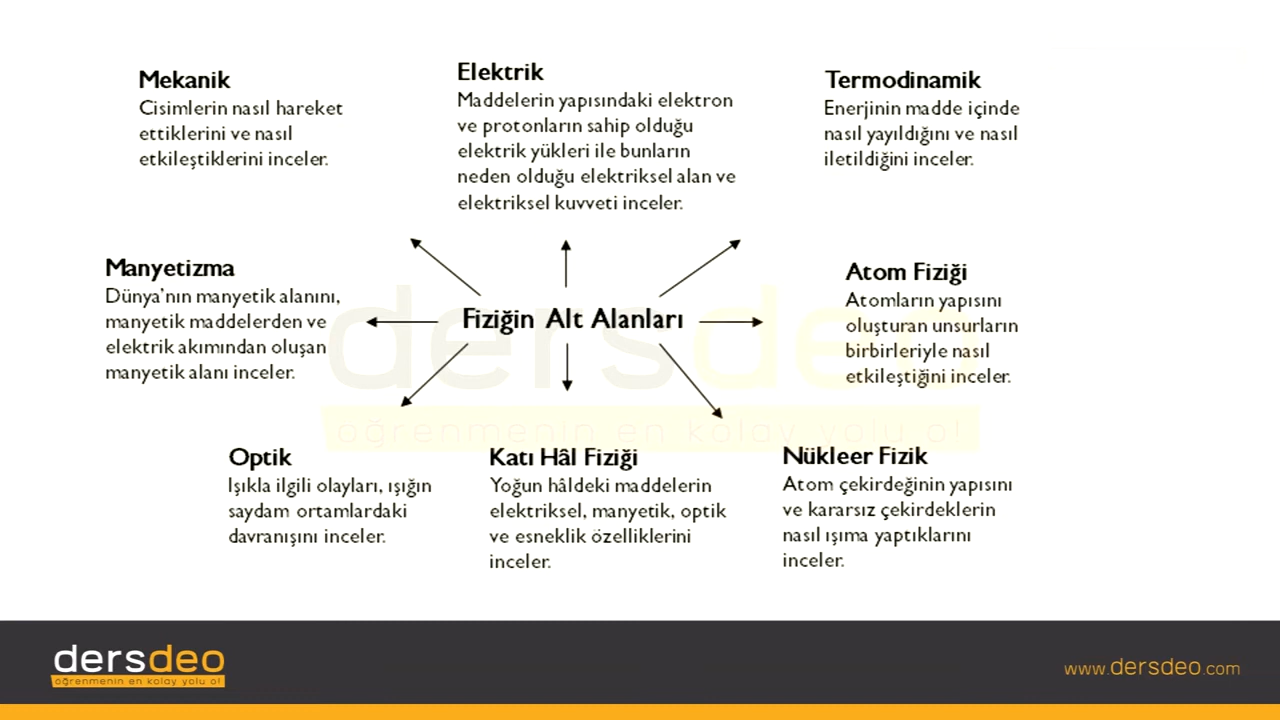 Mekanik
Cisimlerin nasıl hareket
ettiklerini ve nasıl
etkileştiklerini inceler.
Elektrik
Maddelerin yapısındaki elektron
ve protonların sahip olduğu
elektrik yükleri ile bunların
neden olduğu elektriksel alan ve
elektriksel kuvveti inceler.
Termodinamik
Enerjinin madde içinde
nasıl yayıldığını ve nasıl
iletildiğini inceler.
Manyetizma
Dünya'nın manyetik alanını,
manyetik maddelerden ve
elektrik akımından oluşan
manyetik alanı inceler.
Fiziğin Alt Alanları
Atom Fiziği
Atomların yapısını
oluşturan unsurların
birbirleriyle nasıl
etkileştiğini inceler.
dersdeo
öğrenmenin en kolay yolu o!
Optik
Işıkla ilgili olayları, ışığın
saydam ortamlardaki
davranışını inceler.
Katı Hâl Fiziği
Yoğun hâldeki maddelerin
elektriksel, manyetik, optik
ve esneklik özelliklerini
inceler.
Nükleer Fizik
Atom çekirdeğinin yapısını
ve kararsız çekirdeklerin
nasıl ışıma yaptıklarını
inceler.
dersdeo
öğrenmenin en kolay yolu o!
www.dersdeo.com